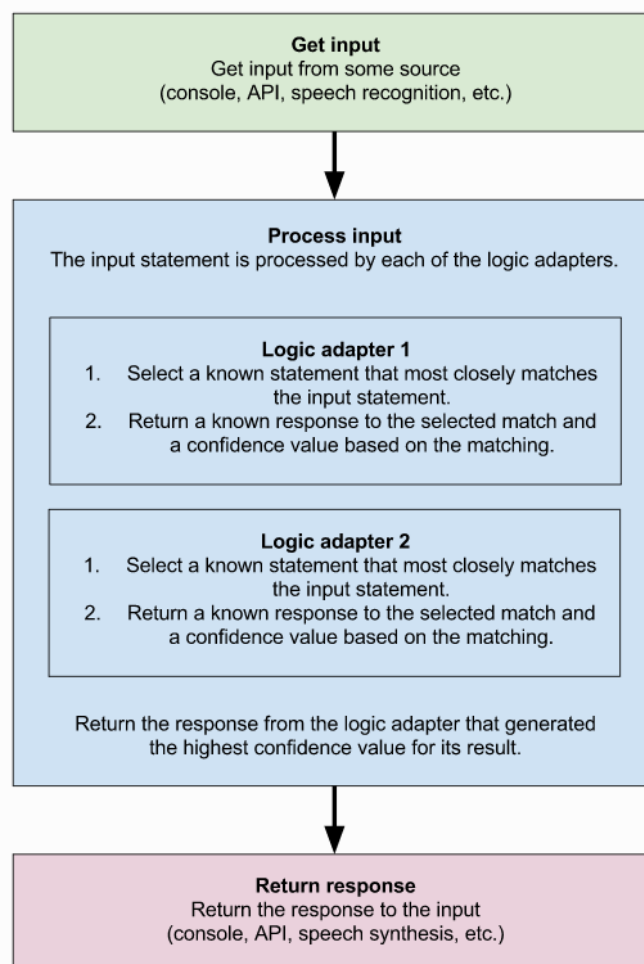 Get input
Get input from some source
(console, API, speech recognition, etc.)
Process input
The input statement is processed by each of the logic adapters.
Logic adapter 1
1. Select a known statement that most closely matches
the input statement.
2. Return a known response to the selected match and
a confidence value based on the matching.
Logic adapter 2
1. Select a known statement that most closely matches
the input statement.
2. Return a known response to the selected match and
a confidence value based on the matching.
Return the response from the logic adapter that generated
the highest confidence value for its result.
Return response
Return the response to the input
(console, API, speech synthesis, etc.)